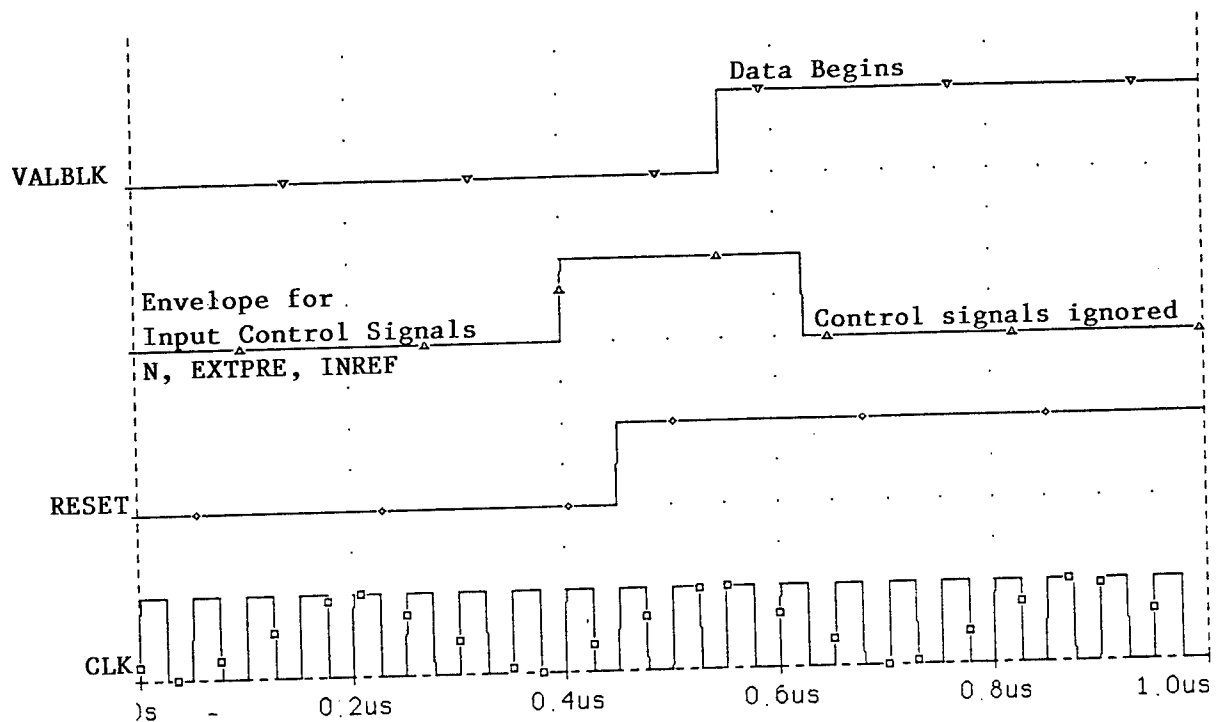 Data Begins
VALBLK
Envelope for
Input Control Signals
N, EXTPRE, INREF
Control signals ignored
RESET
CLK
0s
0.2us
0.4us
0.6us
0.8us
1.0us